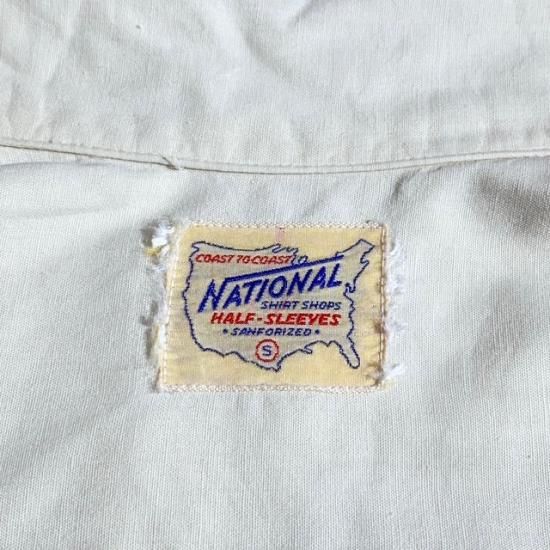 COAST TO COAST
NATIONAL
SHIRT SHOPS
HALF-SLEEVES
• SANFORIZED •
S